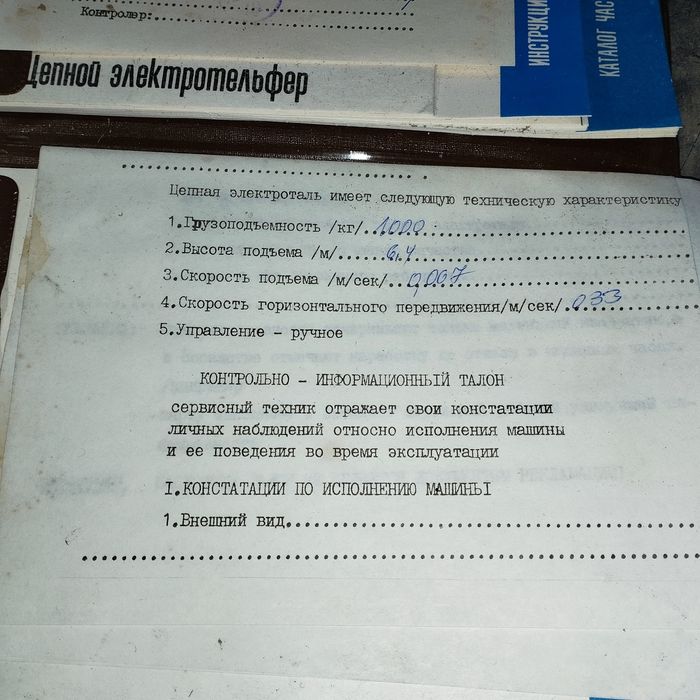 Контролер:
Цепной электротельфер
ИНСТРУКЦИ
КАТАЛОГ ЧАС
Цепная электроталь имеет следующую техническую характеристику
1.Грузоподъемность /кг/ 1000
2.Высота подъема /м/ 6,4
3.Скорость подъема /м/сек/ 0,067
4.Скорость горизонтального передвижения/м/сек/ 033
5.Управление - ручное
КОНТРОЛЬНО - ИНФОРМАЦИОННЫЙ ТАЛОН
сервисный техник отражает свои констатации
личных наблюдений относно исполнения машины
и ее поведения во время эксплуатации
I.КОНСТАТАЦИИ ПО ИСПОЛНЕНИЮ МАШИНЫ
1.Внешний вид